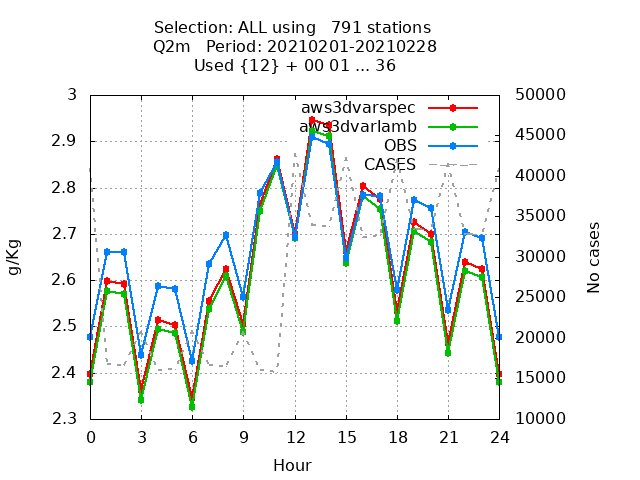 Selection: ALL using   791 stations
Q2m   Period: 20210201-20210228
Used {12} + 00 01 ... 36
3
2.9
2.8
2.7
2.6
2.5
2.4
2.3
g/Kg
aws3dvarspec
aws3dvarlamb
OBS
CASES
50000
45000
40000
35000
30000
25000
20000
15000
10000
No cases
0 3 6 9 12 15 18 21 24
Hour